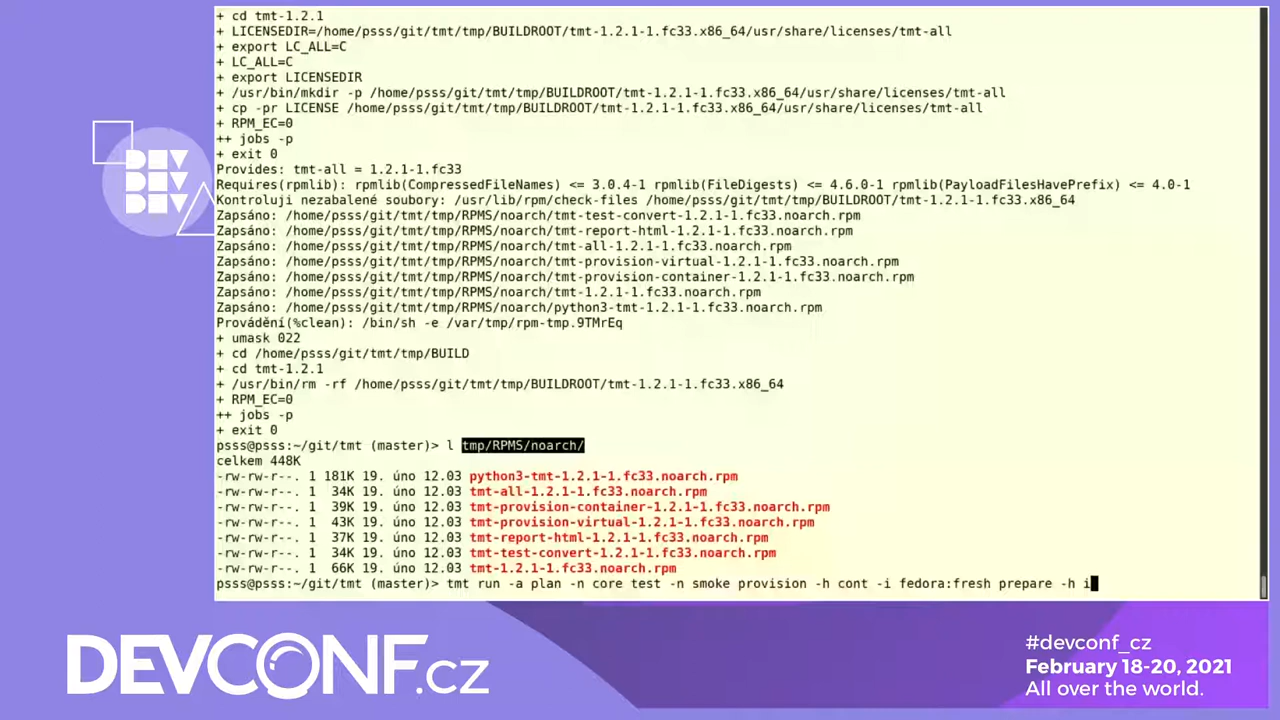 + cd tmt-1.2.1
+ LICENSEDIR=/home/psss/git/tmt/tmp/BUILDROOT/tmt-1.2.1-1.fc33.x86_64/usr/share/licenses/tmt-all
+ export LC_ALL=C
+ LC_ALL=C
+ export LICENSEDIR
+ /usr/bin/mkdir -p /home/psss/git/tmt/tmp/BUILDROOT/tmt-1.2.1-1.fc33.x86_64/usr/share/licenses/tmt-all
+ cp -pr LICENSE /home/psss/git/tmt/tmp/BUILDROOT/tmt-1.2.1-1.fc33.x86_64/usr/share/licenses/tmt-all
+ RPM_EC=0
++ jobs -p
+ exit 0
Provides: tmt-all = 1.2.1-1.fc33
Requires(rpmlib): rpmlib(CompressedFileNames) <= 3.0.4-1 rpmlib(FileDigests) <= 4.6.0-1 rpmlib(PayloadFilesHavePrefix) <= 4.0-1
Kontroluji nezabalené soubory: /usr/lib/rpm/check-files /home/psss/git/tmt/tmp/BUILDROOT/tmt-1.2.1-1.fc33.x86_64
Zapsáno: /home/psss/git/tmt/tmp/RPMS/noarch/tmt-test-convert-1.2.1-1.fc33.noarch.rpm
Zapsáno: /home/psss/git/tmt/tmp/RPMS/noarch/tmt-report-html-1.2.1-1.fc33.noarch.rpm
Zapsáno: /home/psss/git/tmt/tmp/RPMS/noarch/tmt-all-1.2.1-1.fc33.noarch.rpm
Zapsáno: /home/psss/git/tmt/tmp/RPMS/noarch/tmt-provision-virtual-1.2.1-1.fc33.noarch.rpm
Zapsáno: /home/psss/git/tmt/tmp/RPMS/noarch/tmt-provision-container-1.2.1-1.fc33.noarch.rpm
Zapsáno: /home/psss/git/tmt/tmp/RPMS/noarch/tmt-1.2.1-1.fc33.noarch.rpm
Zapsáno: /home/psss/git/tmt/tmp/RPMS/noarch/python3-tmt-1.2.1-1.fc33.noarch.rpm
Provádění(%clean): /bin/sh -e /var/tmp/rpm-tmp.9TMrEq
+ umask 022
+ cd /home/psss/git/tmt/tmp/BUILD
+ cd tmt-1.2.1
+ /usr/bin/rm -rf /home/psss/git/tmt/tmp/BUILDROOT/tmt-1.2.1-1.fc33.x86_64
+ RPM_EC=0
++ jobs -p
+ exit 0
psss@psss:~/git/tmt (master)> l tmp/RPMS/noarch/
celkem 448K
-rw-rw-r--. 1 181K 19. úno 12.03 python3-tmt-1.2.1-1.fc33.noarch.rpm
-rw-rw-r--. 1  34K 19. úno 12.03 tmt-all-1.2.1-1.fc33.noarch.rpm
-rw-rw-r--. 1  39K 19. úno 12.03 tmt-provision-container-1.2.1-1.fc33.noarch.rpm
-rw-rw-r--. 1  43K 19. úno 12.03 tmt-provision-virtual-1.2.1-1.fc33.noarch.rpm
-rw-rw-r--. 1  37K 19. úno 12.03 tmt-report-html-1.2.1-1.fc33.noarch.rpm
-rw-rw-r--. 1  34K 19. úno 12.03 tmt-test-convert-1.2.1-1.fc33.noarch.rpm
-rw-rw-r--. 1  66K 19. úno 12.03 tmt-1.2.1-1.fc33.noarch.rpm
psss@psss:~/git/tmt (master)> tmt run -a plan -n core test -n smoke provision -h cont -i fedora:fresh prepare -h i
DEV
DEV
DEV
DEVCONF.cz
#devconf_cz
February 18-20, 2021
All over the world.